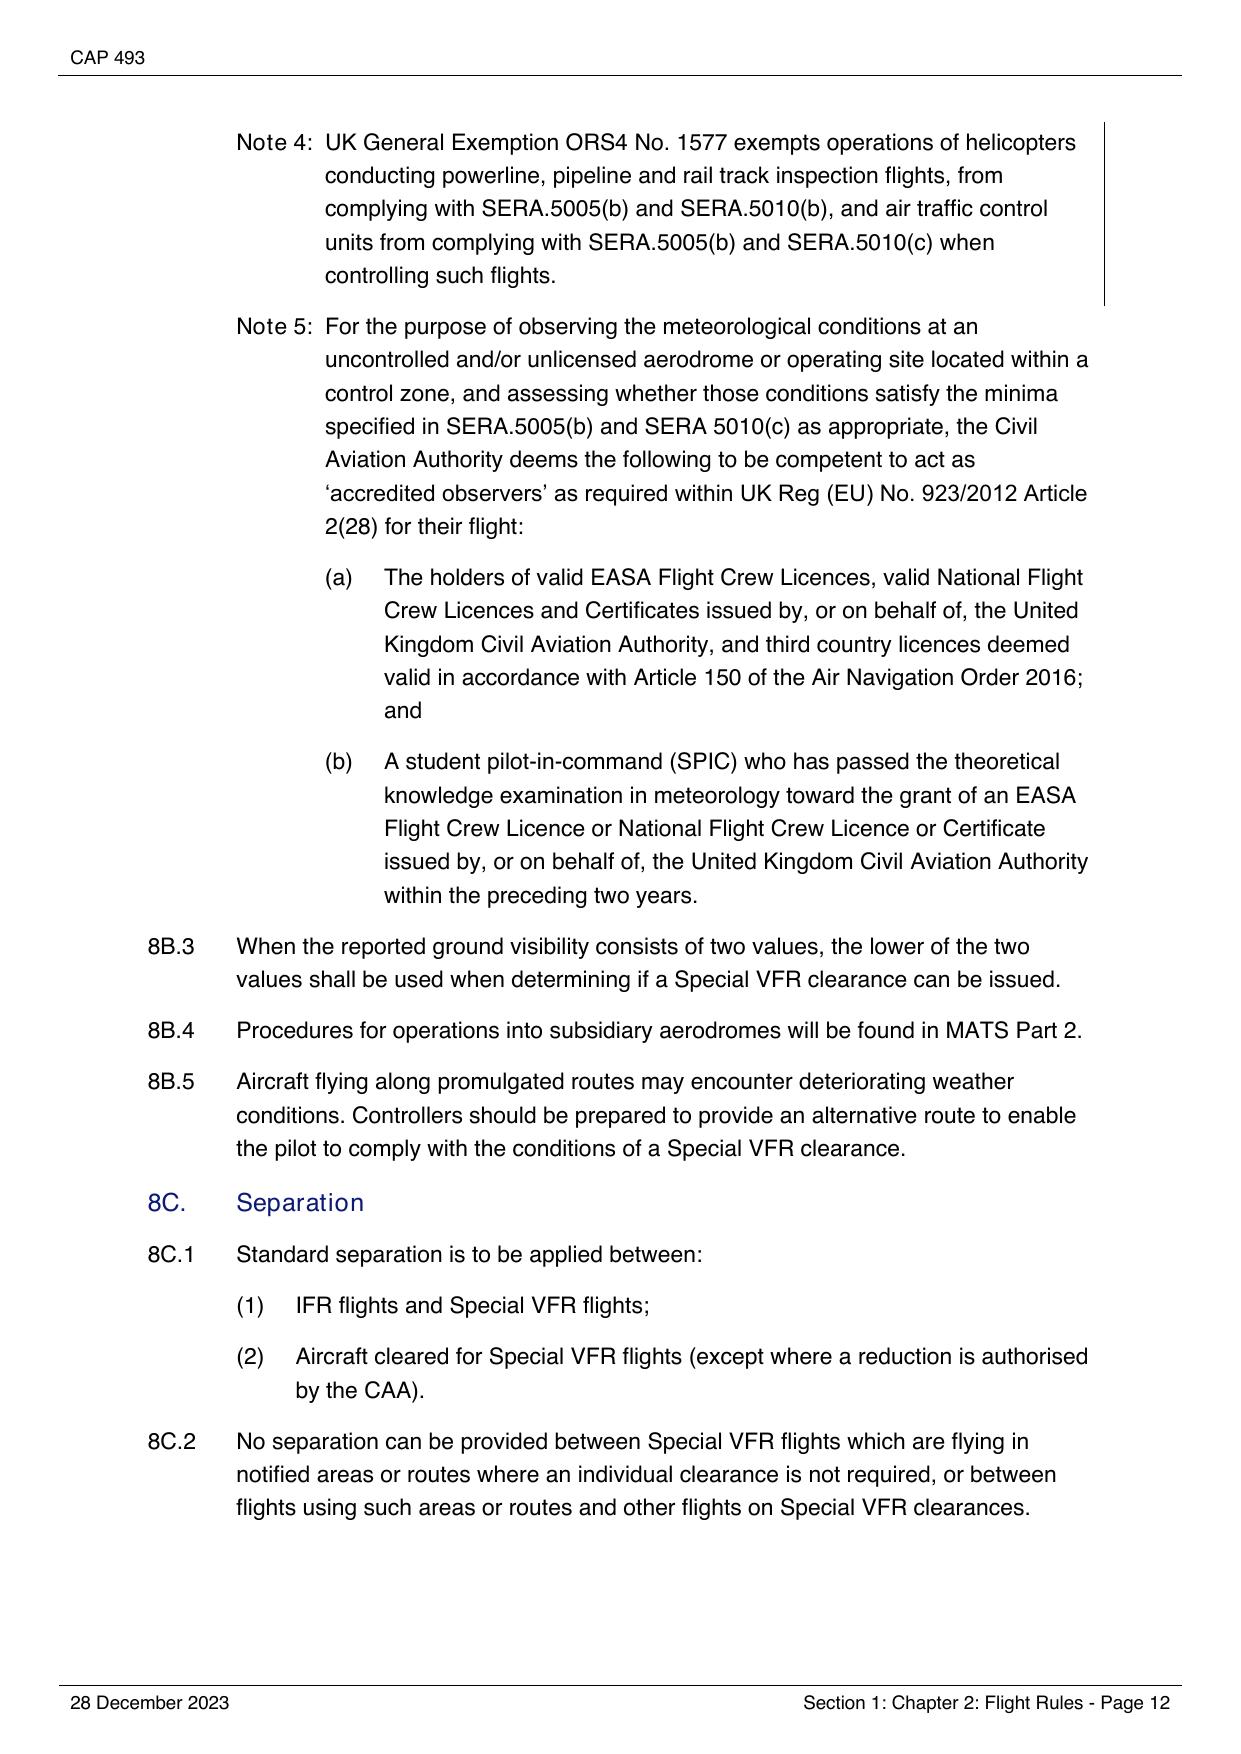 CAP 493
Note 4: UK General Exemption ORS4 No. 1577 exempts operations of helicopters
conducting powerline, pipeline and rail track inspection flights, from
complying with SERA.5005(b) and SERA.5010(b), and air traffic control
units from complying with SERA.5005(b) and SERA.5010(c) when
controlling such flights.
Note 5: For the purpose of observing the meteorological conditions at an
uncontrolled and/or unlicensed aerodrome or operating site located within a
control zone, and assessing whether those conditions satisfy the minima
specified in SERA.5005(b) and SERA 5010(c) as appropriate, the Civil
Aviation Authority deems the following to be competent to act as
‘accredited observers’ as required within UK Reg (EU) No. 923/2012 Article
2(28) for their flight:
(a) The holders of valid EASA Flight Crew Licences, valid National Flight
Crew Licences and Certificates issued by, or on behalf of, the United
Kingdom Civil Aviation Authority, and third country licences deemed
valid in accordance with Article 150 of the Air Navigation Order 2016;
and
(b) A student pilot-in-command (SPIC) who has passed the theoretical
knowledge examination in meteorology toward the grant of an EASA
Flight Crew Licence or National Flight Crew Licence or Certificate
issued by, or on behalf of, the United Kingdom Civil Aviation Authority
within the preceding two years.
8B.3 When the reported ground visibility consists of two values, the lower of the two
values shall be used when determining if a Special VFR clearance can be issued.
8B.4 Procedures for operations into subsidiary aerodromes will be found in MATS Part 2.
8B.5 Aircraft flying along promulgated routes may encounter deteriorating weather
conditions. Controllers should be prepared to provide an alternative route to enable
the pilot to comply with the conditions of a Special VFR clearance.
8C. Separation
8C.1 Standard separation is to be applied between:
(1) IFR flights and Special VFR flights;
(2) Aircraft cleared for Special VFR flights (except where a reduction is authorised
by the CAA).
8C.2 No separation can be provided between Special VFR flights which are flying in
notified areas or routes where an individual clearance is not required, or between
flights using such areas or routes and other flights on Special VFR clearances.
28 December 2023 Section 1: Chapter 2: Flight Rules - Page 12